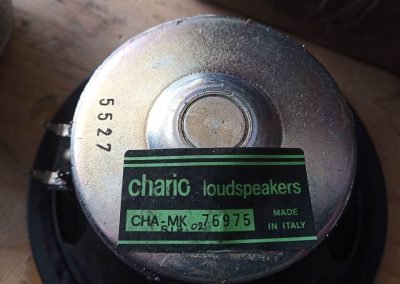 5527
chario loudspeakers
CHA-MK 76975
MADE
IN ITALY